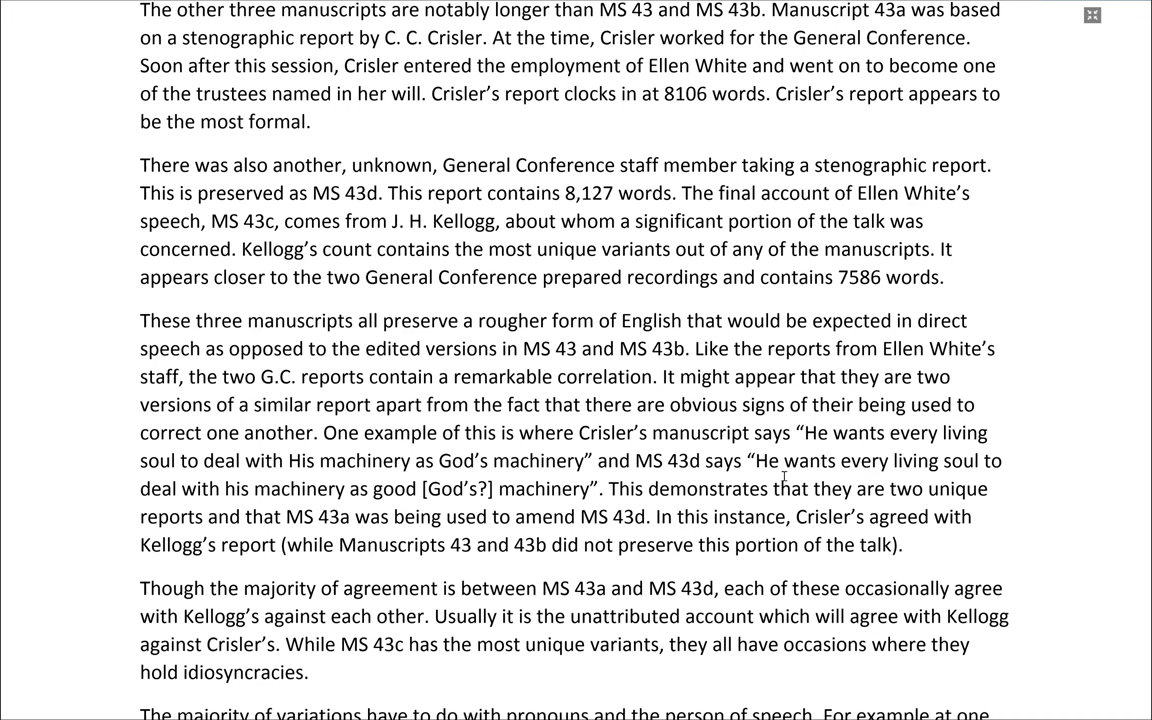 The other three manuscripts are notably longer than MS 43 and MS 43b. Manuscript 43a was based
on a stenographic report by C. C. Crisler. At the time, Crisler worked for the General Conference.
Soon after this session, Crisler entered the employment of Ellen White and went on to become one
of the trustees named in her will. Crisler’s report clocks in at 8106 words. Crisler’s report appears to
be the most formal.
There was also another, unknown, General Conference staff member taking a stenographic report.
This is preserved as MS 43d. This report contains 8,127 words. The final account of Ellen White’s
speech, MS 43c, comes from J. H. Kellogg, about whom a significant portion of the talk was
concerned. Kellogg’s count contains the most unique variants out of any of the manuscripts. It
appears closer to the two General Conference prepared recordings and contains 7586 words.
These three manuscripts all preserve a rougher form of English that would be expected in direct
speech as opposed to the edited versions in MS 43 and MS 43b. Like the reports from Ellen White’s
staff, the two G.C. reports contain a remarkable correlation. It might appear that they are two
versions of a similar report apart from the fact that there are obvious signs of their being used to
correct one another. One example of this is where Crisler’s manuscript says “He wants every living
soul to deal with His machinery as God’s machinery” and MS 43d says “He wants every living soul to
deal with his machinery as good [God’s?] machinery”. This demonstrates that they are two unique
reports and that MS 43a was being used to amend MS 43d. In this instance, Crisler’s agreed with
Kellogg’s report (while Manuscripts 43 and 43b did not preserve this portion of the talk).
Though the majority of agreement is between MS 43a and MS 43d, each of these occasionally agree
with Kellogg’s against each other. Usually it is the unattributed account which will agree with Kellogg
against Crisler’s. While MS 43c has the most unique variants, they all have occasions where they
hold idiosyncracies.
The majority of variations have to do with pronouns and the person of speech. For example at one